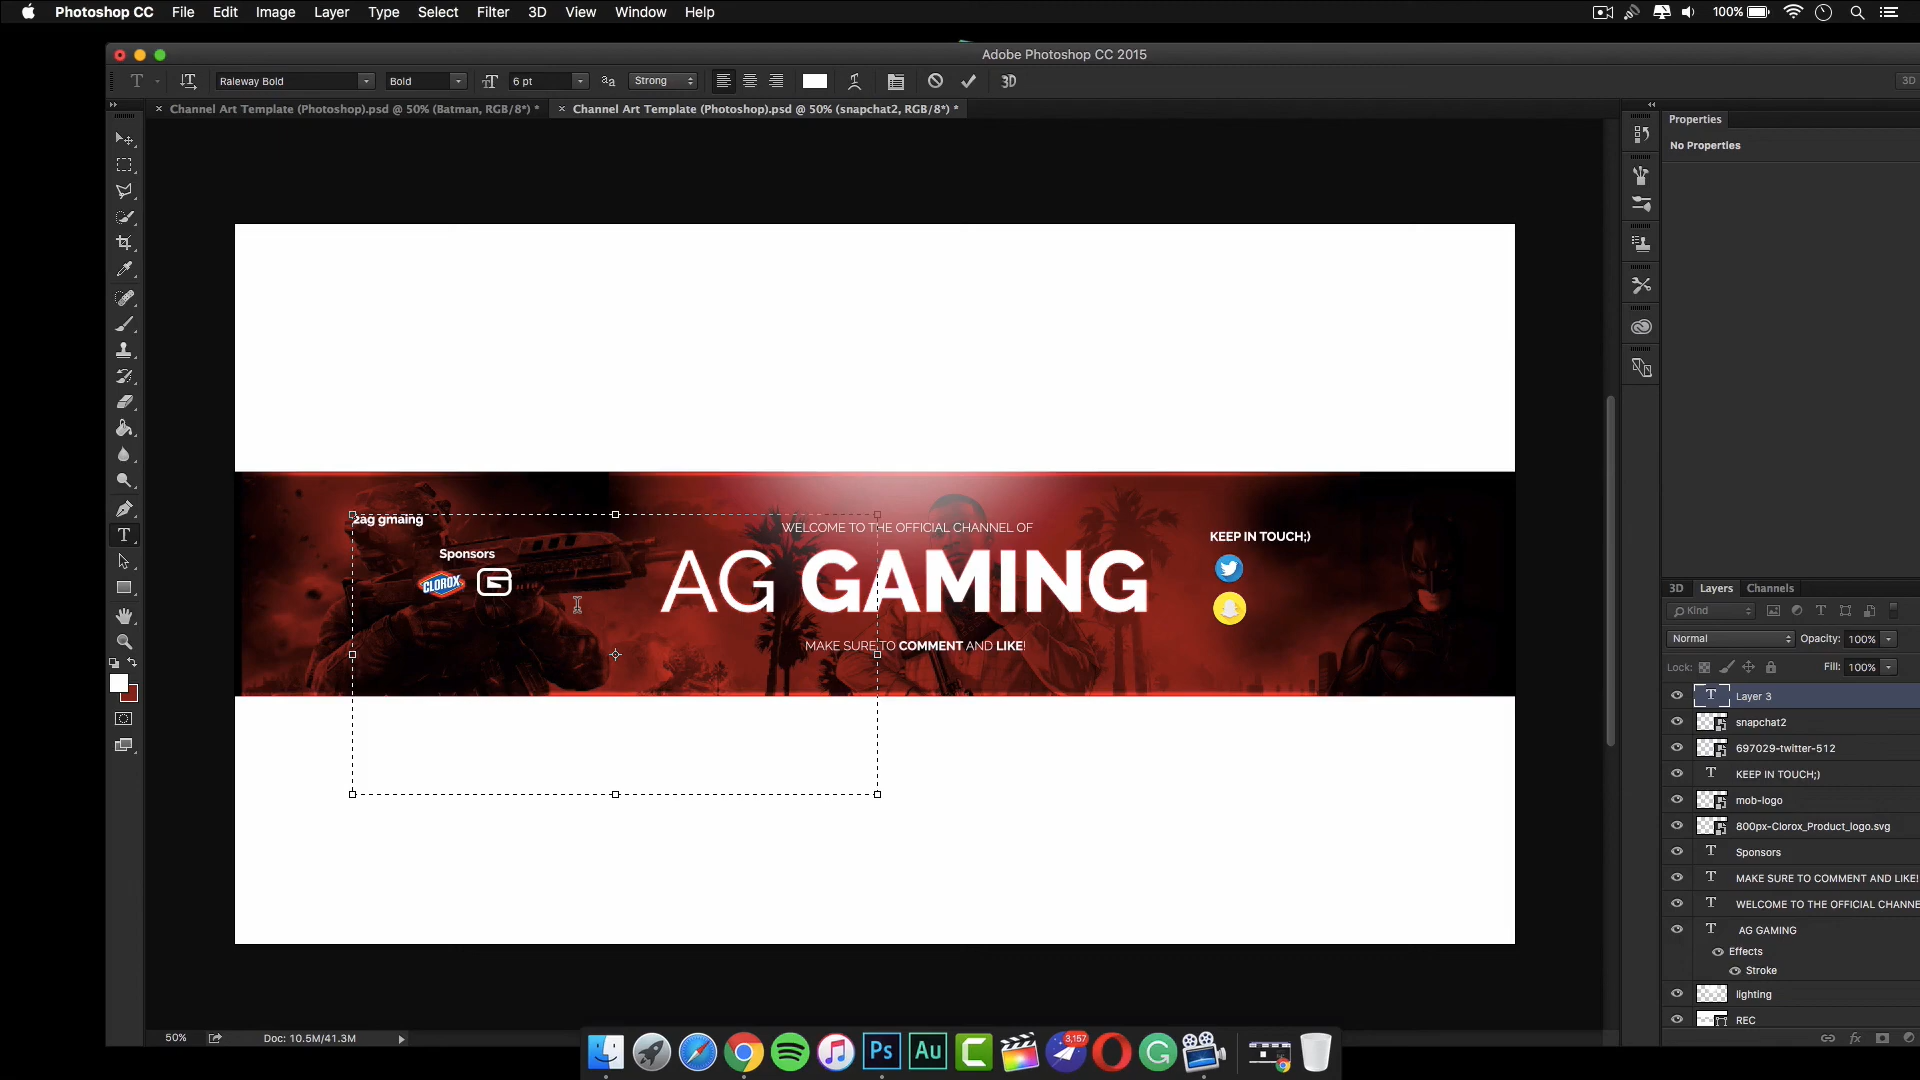 Photoshop CC File Edit Image Layer Type Select Filter 3D View Window Help 100%
Adobe Photoshop CC 2015
Raleway Bold Bold 6 pt Strong 3D 3D
Channel Art Template (Photoshop).psd @ 50% (Batman, RGB/8*) * Channel Art Template (Photoshop).psd @ 50% (snapchat2, RGB/8*) *
Properties
No Properties
2ag gmaing
WELCOME TO THE OFFICIAL CHANNEL OF
KEEP IN TOUCH;)
Sponsors
CLOROX
AG GAMING
MAKE SURE TO COMMENT AND LIKE!
3D Layers Channels
Kind
Normal Opacity: 100%
Lock: Fill: 100%
Layer 3
snapchat2
697029-twitter-512
KEEP IN TOUCH;)
mob-logo
800px-Clorox_Product_logo.svg
Sponsors
MAKE SURE TO COMMENT AND LIKE!
WELCOME TO THE OFFICIAL CHANNE
AG GAMING
Effects
Stroke
lighting
REC
50% Doc: 10.5M/41.3M
Ps Au 3,157